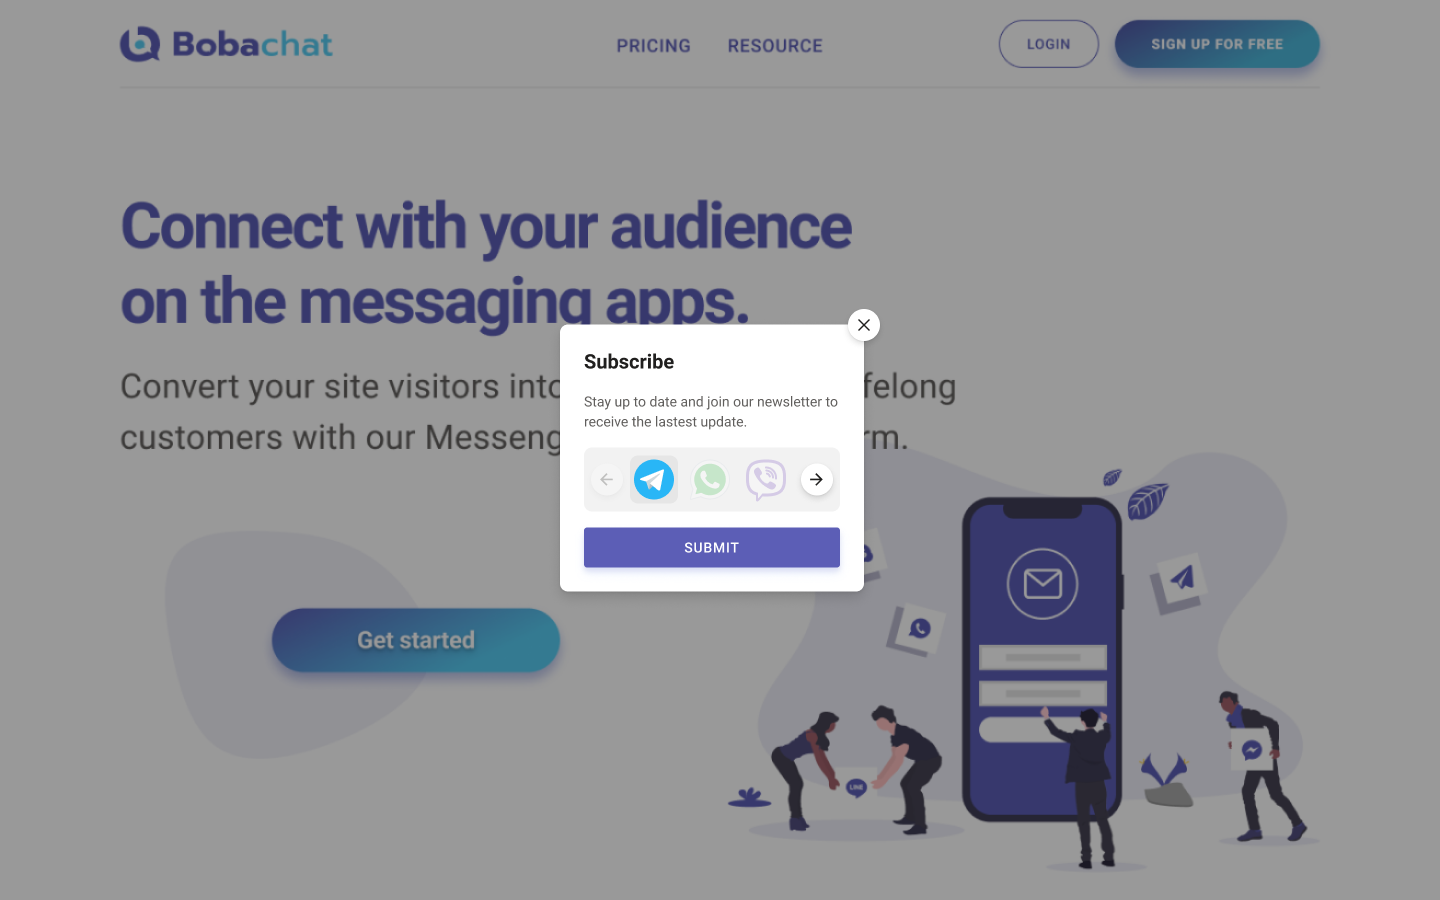 Bobachat
PRICING
RESOURCE
LOGIN
SIGN UP FOR FREE
Connect with your audience
on the messaging apps.
Convert your site visitors into felong
customers with our Messeng rm.
Subscribe
Stay up to date and join our newsletter to
receive the lastest update.
SUBMIT
Get started
LINE